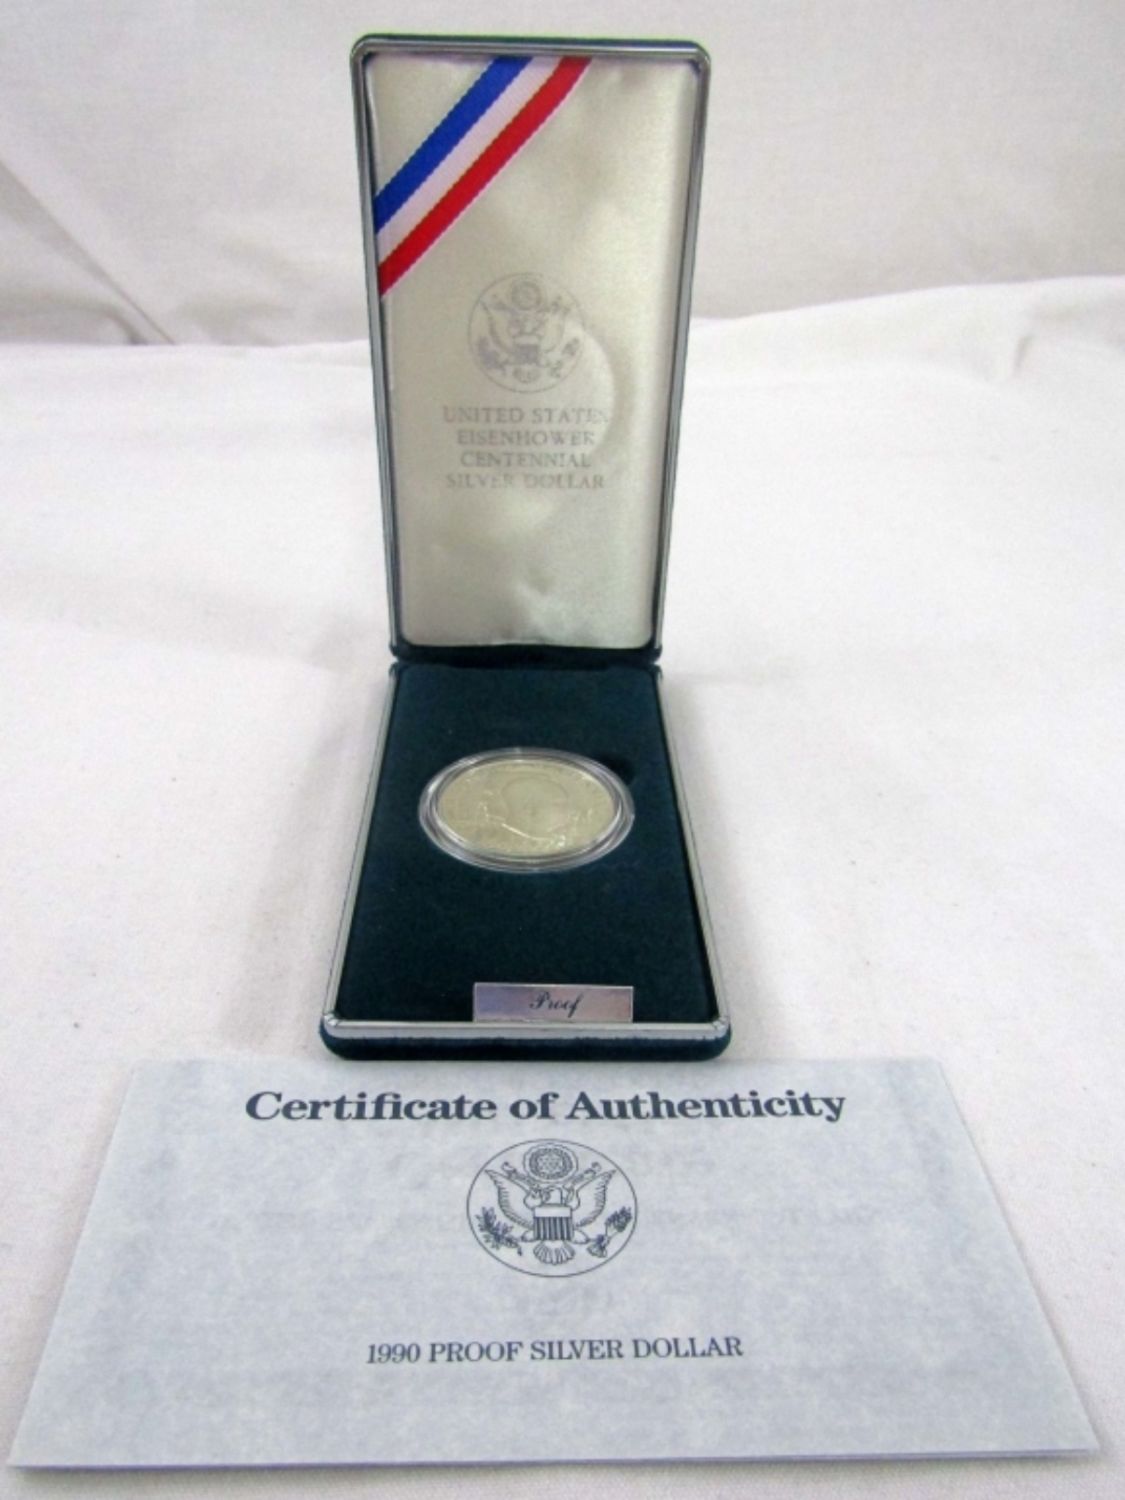 UNITED STATES
EISENHOWER
CENTENNIAL
SILVER DOLLAR
Proof
Certificate of Authenticity
1990 PROOF SILVER DOLLAR